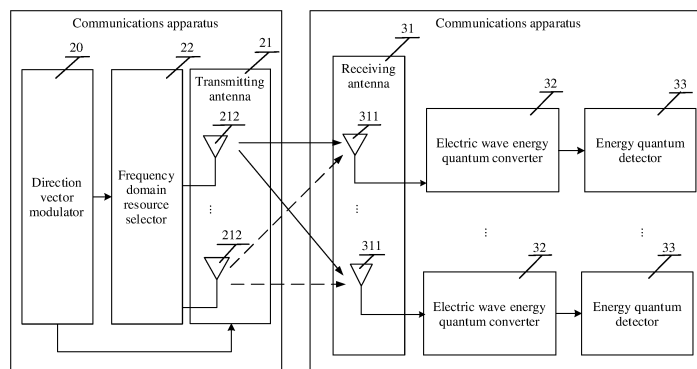 Communications apparatus
20
22
21
Direction
vector
modulator
Frequency
domain
resource
selector
Transmitting
antenna
212
...
212
Communications apparatus
31
Receiving
antenna
311
...
311
32
Electric wave energy
quantum converter
33
Energy quantum
detector
...
...
32
Electric wave energy
quantum converter
33
Energy quantum
detector